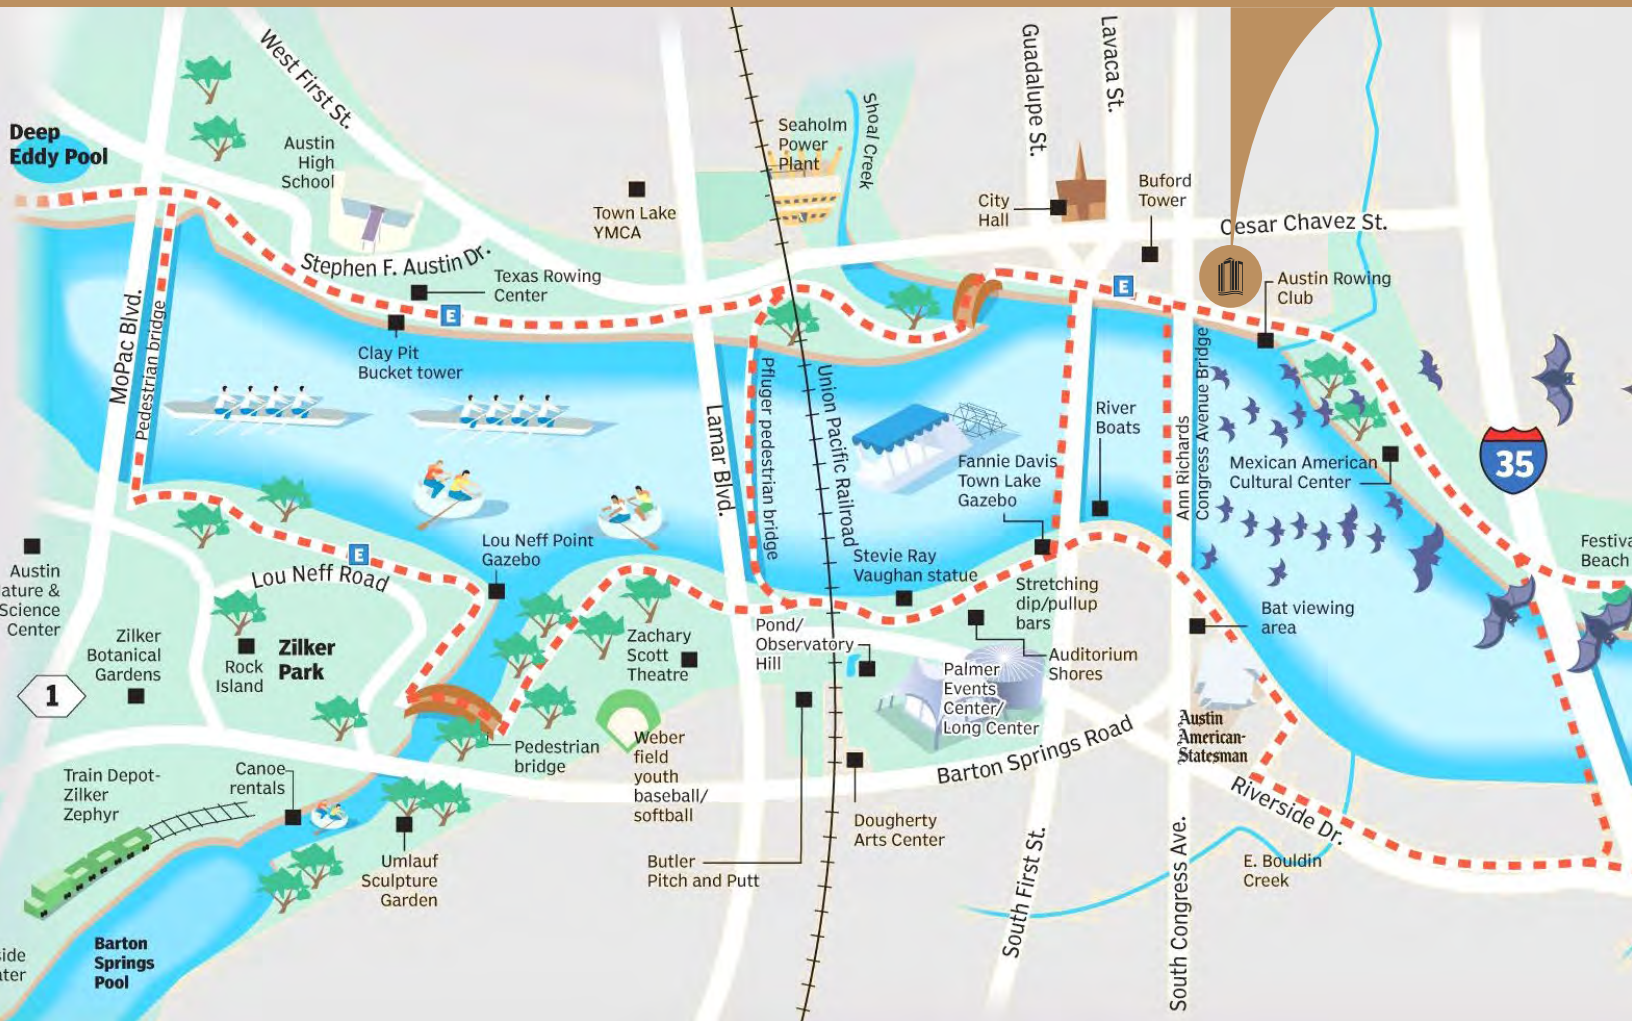 West First St.
Deep
Eddy Pool
Austin
High
School
Stephen F. Austin Dr.
Town Lake
YMCA
Texas Rowing
Center
E
Clay Pit
Bucket tower
MoPac Blvd.
Pedestrian bridge
Seaholm
Power
Plant
Shoal Creek
Guadalupe St.
Lavaca St.
City
Hall
Buford
Tower
Cesar Chavez St.
E
Austin Rowing
Club
Lamar Blvd.
Pfluger pedestrian bridge
Union Pacific Railroad
River
Boats
Ann Richards
Congress Avenue Bridge
Fannie Davis
Town Lake
Gazebo
Mexican American
Cultural Center
35
Festiva
Beach
Lou Neff Point
Gazebo
E
Lou Neff Road
Stevie Ray
Vaughan statue
Stretching
dip/pullup
bars
Bat viewing
area
Austin
ature &
Science
Center
Zilker
Botanical
Gardens
Rock
Island
Zilker
Park
1
Zachary
Scott
Theatre
Pond/
Observatory
Hill
Auditorium
Shores
Palmer
Events
Center/
Long Center
Austin
American-
Statesman
Pedestrian
bridge
Weber
field
youth
baseball/
softball
Barton Springs Road
Train Depot-
Zilker
Zephyr
Canoe
rentals
Umlauf
Sculpture
Garden
Butler
Pitch and Putt
Dougherty
Arts Center
Riverside Dr.
E. Bouldin
Creek
South First St.
South Congress Ave.
Barton
Springs
Pool
side
ater